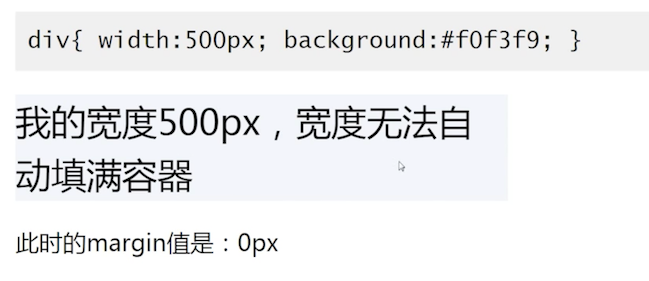 div{ width:500px; background:#f0f3f9; }
我的宽度500px，宽度无法自
动填满容器
此时的margin值是：0px